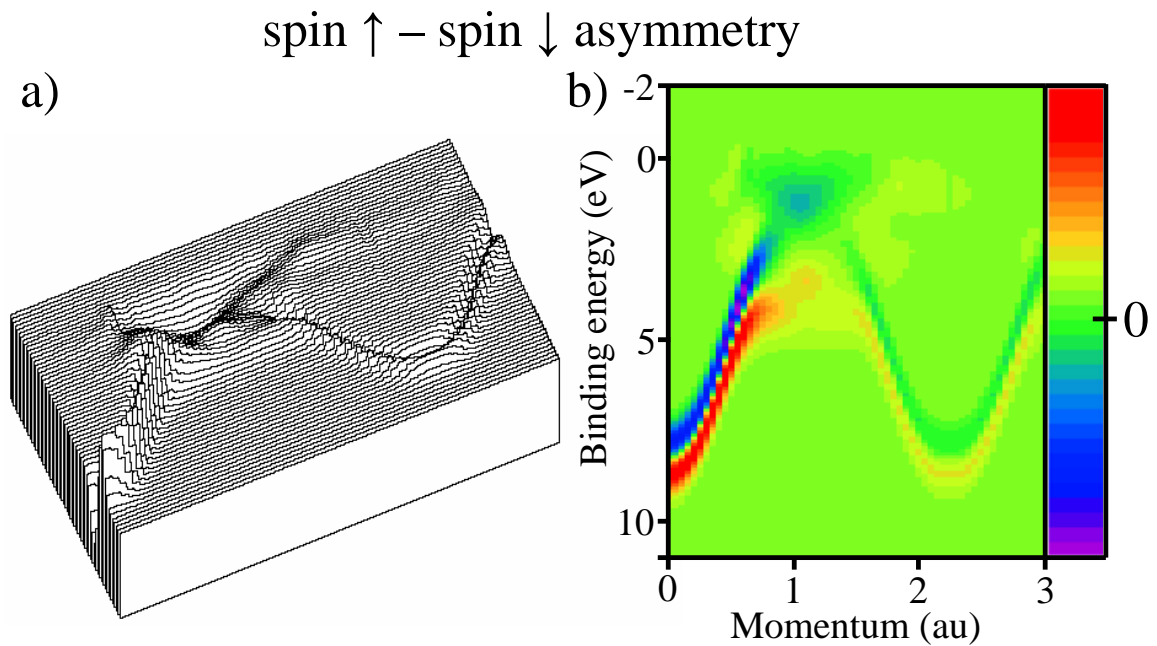 spin ↑ – spin ↓ asymmetry
a)
b)
-2
0
5
10
Binding energy (eV)
0 1 2 3
Momentum (au)
0